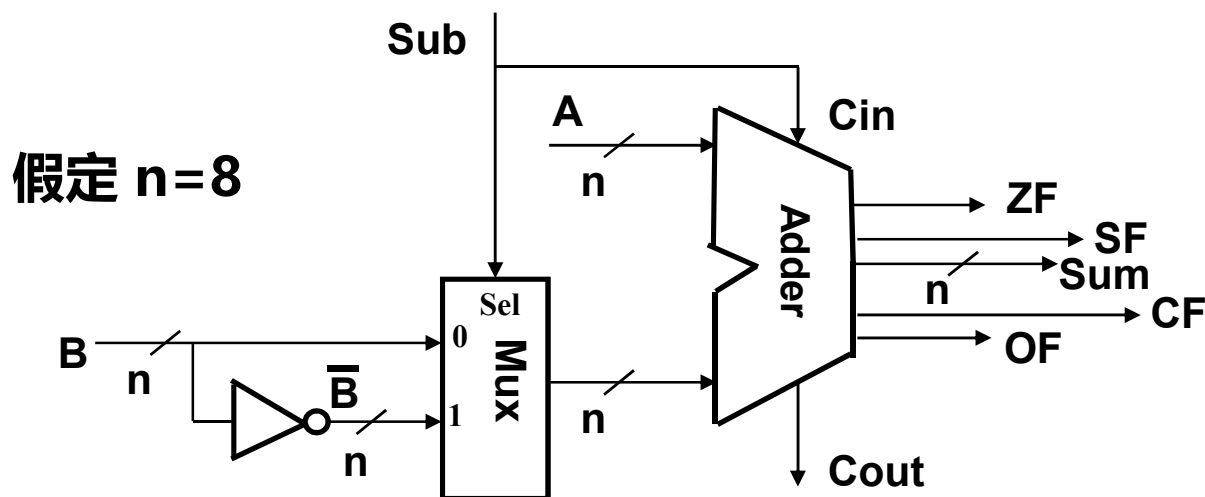 Sub
A
n
Cin
假定 n=8
Adder
ZF
SF
n
Sum
CF
OF
Sel
0
Mux
1
B
n
B̅
n
n
Cout